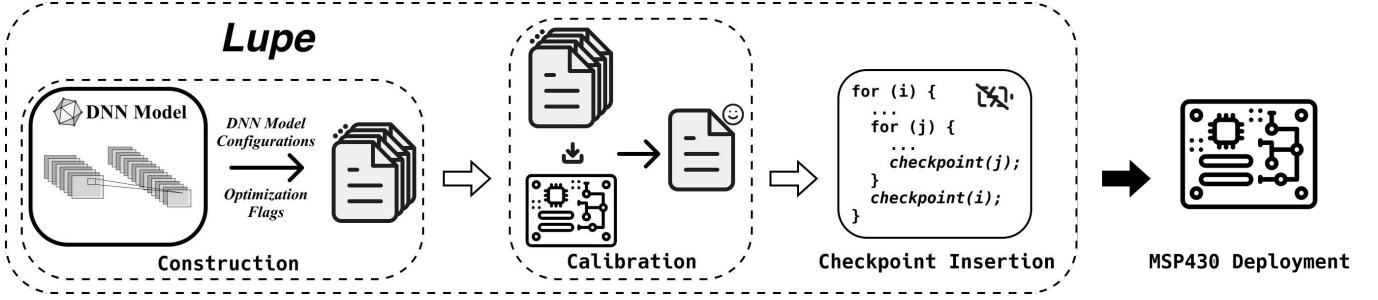 Lupe
DNN Model
DNN Model
Configurations
Optimization
Flags
Construction
Calibration
for (i) {
...
for (j) {
...
checkpoint(j);
}
checkpoint(i);
}
Checkpoint Insertion
MSP430 Deployment